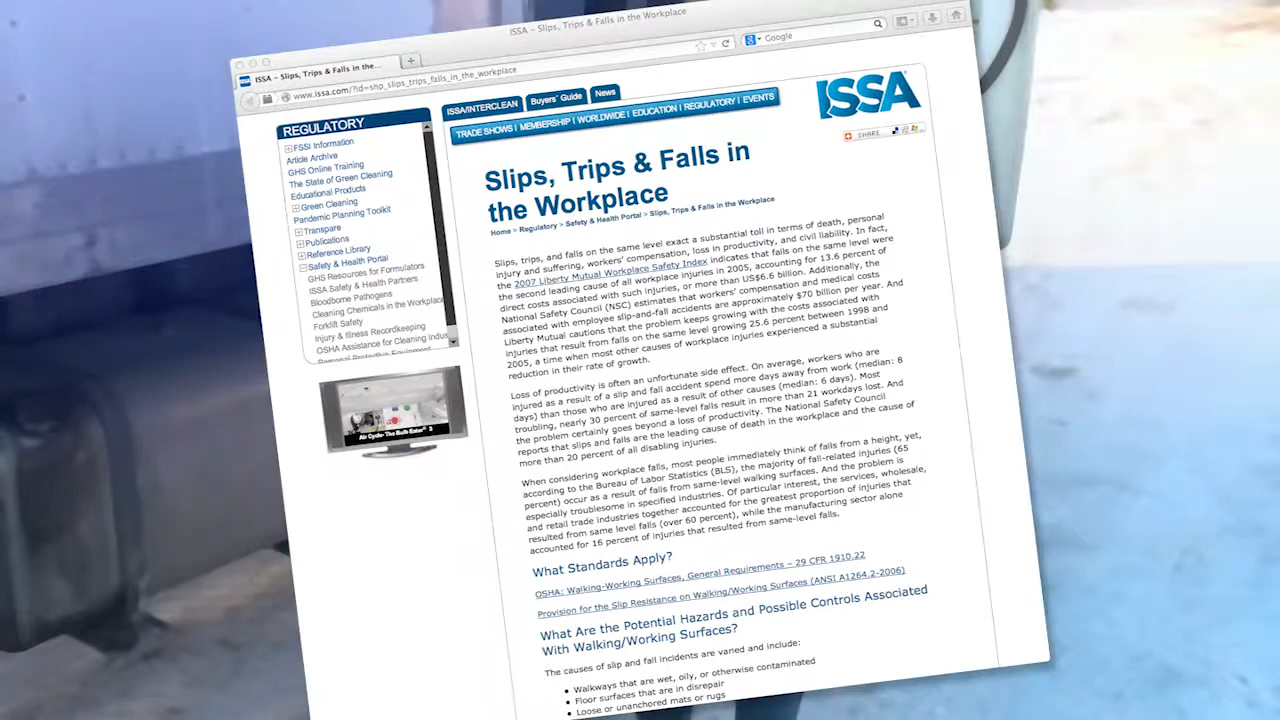 ISSA – Slips, Trips & Falls in the Workplace
ISSA – Slips, Trips & Falls in the...
www.issa.com/?id=shp_slips_trips_falls_in_the_workplace
Google
REGULATORY
FSSI Information
Article Archive
GHS Online Training
The State of Green Cleaning
Educational Products
Green Cleaning
Pandemic Planning Toolkit
Transpare
Publications
Reference Library
Safety & Health Portal
GHS Resources for Formulators
ISSA Safety & Health Partners
Bloodborne Pathogens
Cleaning Chemicals in the Workplace
Forklift Safety
Injury & Illness Recordkeeping
OSHA Assistance for Cleaning Indus
Personal Protective Equipment
Air Cycle- The Bulb Eater® 3
ISSA/INTERCLEAN
Buyers' Guide
News
TRADE SHOWS | MEMBERSHIP | WORLDWIDE | EDUCATION | REGULATORY | EVENTS
ISSA
SHARE
Slips, Trips & Falls in
the Workplace
Home > Regulatory > Safety & Health Portal > Slips, Trips & Falls in the Workplace
Slips, trips, and falls on the same level exact a substantial toll in terms of death, personal
injury and suffering, workers' compensation, loss in productivity, and civil liability. In fact,
the 2007 Liberty Mutual Workplace Safety Index indicates that falls on the same level were
the second leading cause of all workplace injuries in 2005, accounting for 13.6 percent of
direct costs associated with such injuries, or more than US$6.6 billion. Additionally, the
National Safety Council (NSC) estimates that workers' compensation and medical costs
associated with employee slip-and-fall accidents are approximately $70 billion per year. And
Liberty Mutual cautions that the problem keeps growing with the costs associated with
injuries that result from falls on the same level growing 25.6 percent between 1998 and
2005, a time when most other causes of workplace injuries experienced a substantial
reduction in their rate of growth.
Loss of productivity is often an unfortunate side effect. On average, workers who are
injured as a result of a slip and fall accident spend more days away from work (median: 8
days) than those who are injured as a result of other causes (median: 6 days). Most
troubling, nearly 30 percent of same-level falls result in more than 21 workdays lost. And
the problem certainly goes beyond a loss of productivity. The National Safety Council
reports that slips and falls are the leading cause of death in the workplace and the cause of
more than 20 percent of all disabling injuries.
When considering workplace falls, most people immediately think of falls from a height, yet,
according to the Bureau of Labor Statistics (BLS), the majority of fall-related injuries (65
percent) occur as a result of falls from same-level walking surfaces. And the problem is
especially troublesome in specified industries. Of particular interest, the services, wholesale,
and retail trade industries together accounted for the greatest proportion of injuries that
resulted from same level falls (over 60 percent), while the manufacturing sector alone
accounted for 16 percent of injuries that resulted from same-level falls.
What Standards Apply?
OSHA: Walking-Working Surfaces, General Requirements – 29 CFR 1910.22
Provision for the Slip Resistance on Walking/Working Surfaces (ANSI A1264.2-2006)
What Are the Potential Hazards and Possible Controls Associated
With Walking/Working Surfaces?
The causes of slip and fall incidents are varied and include:
• Walkways that are wet, oily, or otherwise contaminated
• Floor surfaces that are in disrepair
• Loose or unanchored mats or rugs